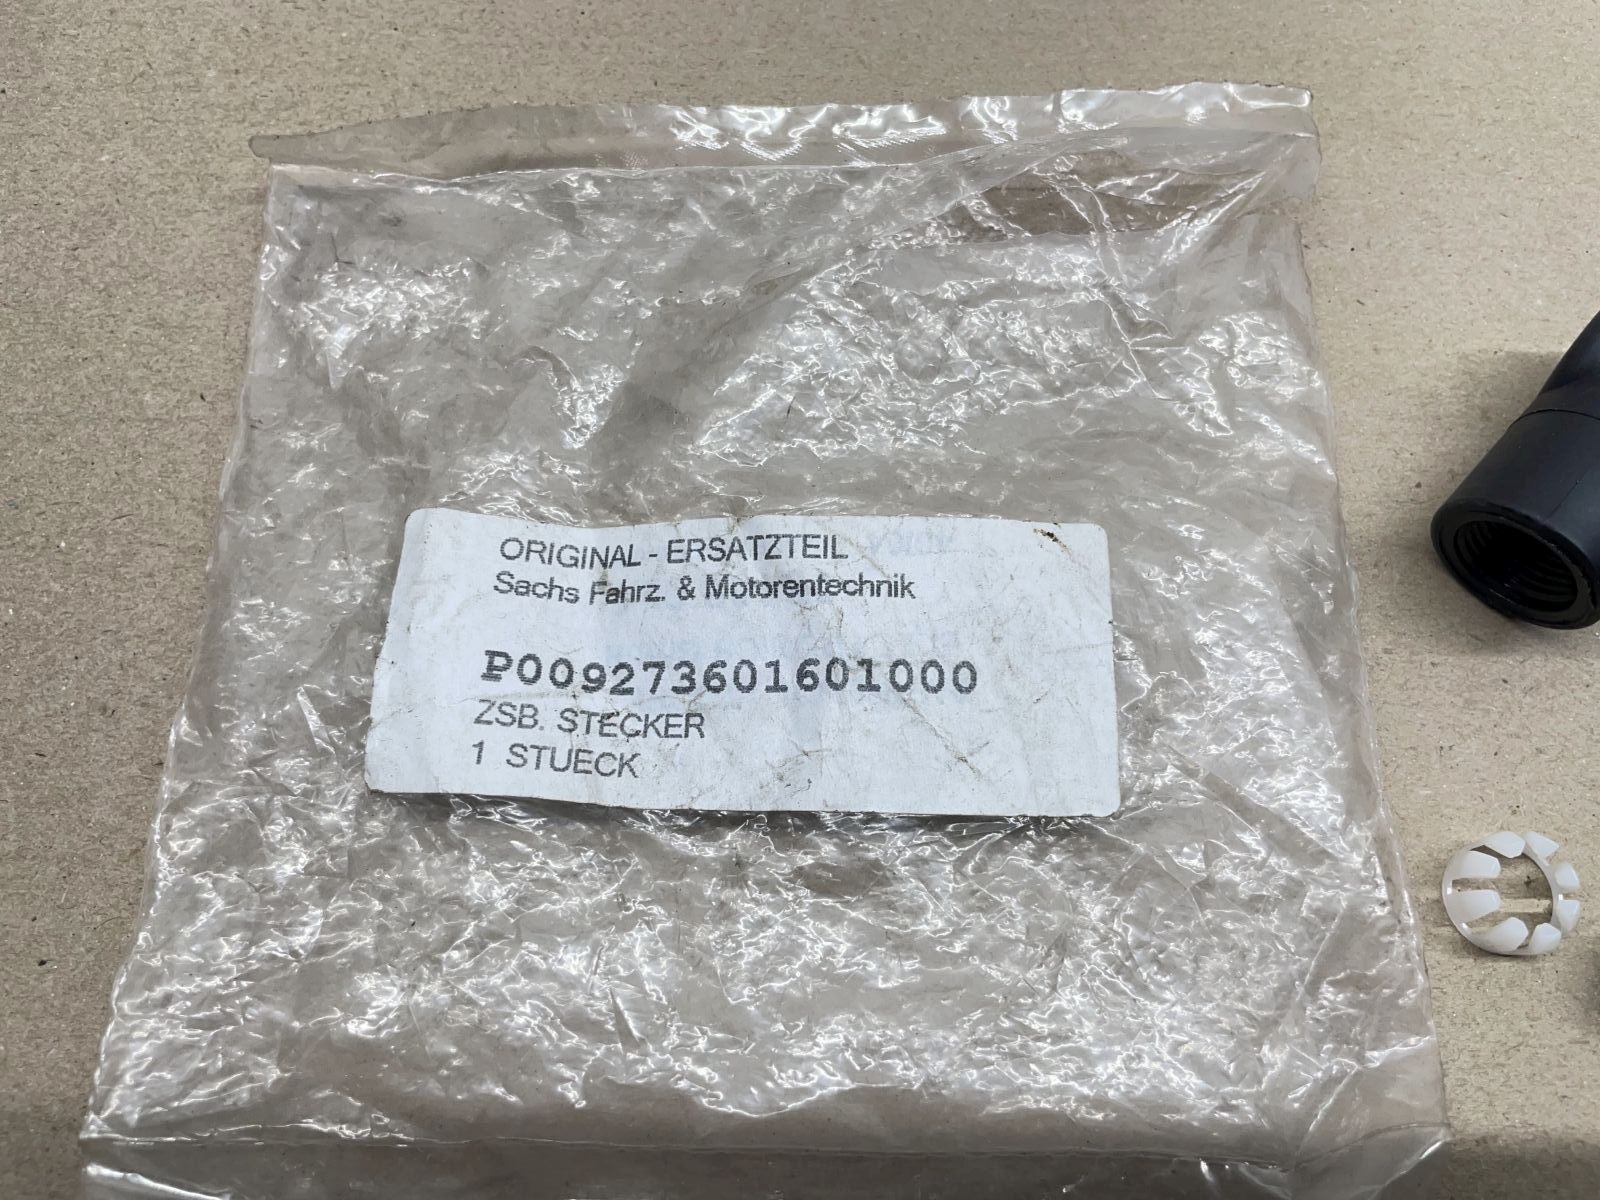 ORIGINAL - ERSATZTEIL
Sachs Fahrz. & Motorentechnik
P009273601601000
ZSB. STECKER
1 STUECK